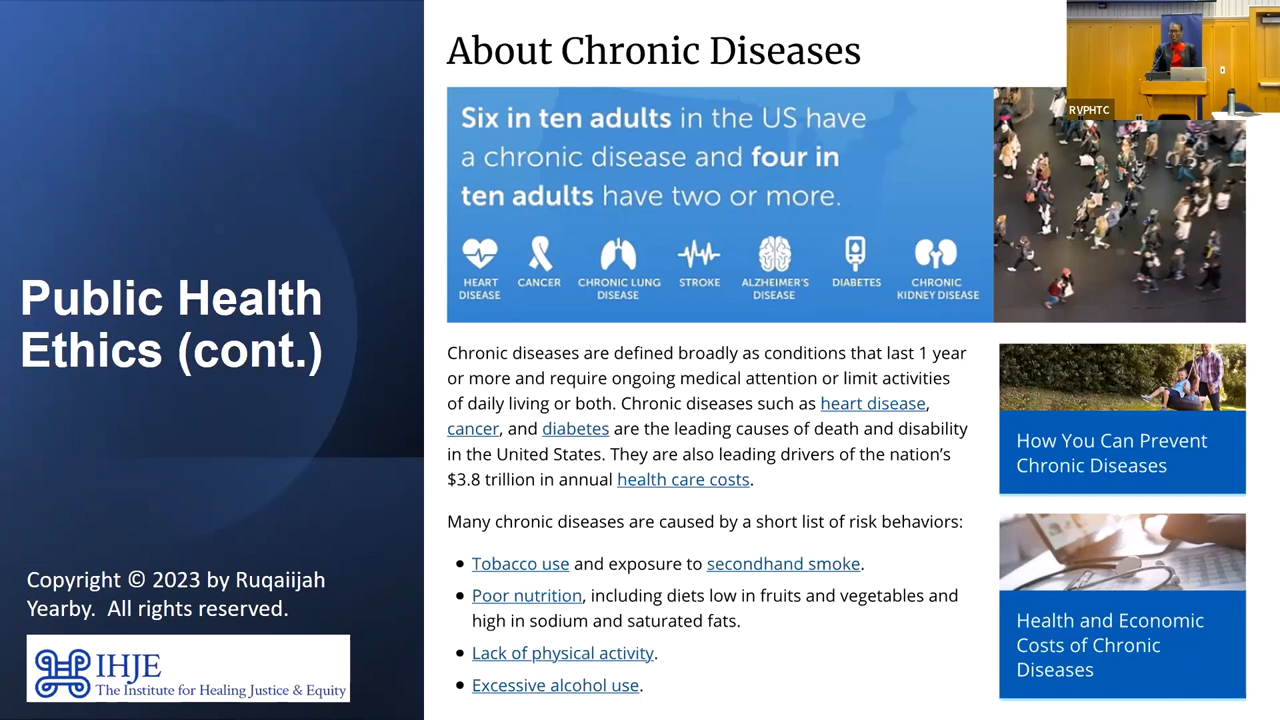 Public Health
Ethics (cont.)
Copyright © 2023 by Ruqaiijah
Yearby. All rights reserved.
IHJE
The Institute for Healing Justice & Equity
About Chronic Diseases
Six in ten adults in the US have
a chronic disease and four in
ten adults have two or more.
HEART
DISEASE
CANCER
CHRONIC LUNG
DISEASE
STROKE
ALZHEIMER'S
DISEASE
DIABETES
CHRONIC
KIDNEY DISEASE
Chronic diseases are defined broadly as conditions that last 1 year
or more and require ongoing medical attention or limit activities
of daily living or both. Chronic diseases such as heart disease,
cancer, and diabetes are the leading causes of death and disability
in the United States. They are also leading drivers of the nation’s
$3.8 trillion in annual health care costs.
Many chronic diseases are caused by a short list of risk behaviors:
• Tobacco use and exposure to secondhand smoke.
• Poor nutrition, including diets low in fruits and vegetables and
high in sodium and saturated fats.
• Lack of physical activity.
• Excessive alcohol use.
RVPHTC
How You Can Prevent
Chronic Diseases
Health and Economic
Costs of Chronic
Diseases